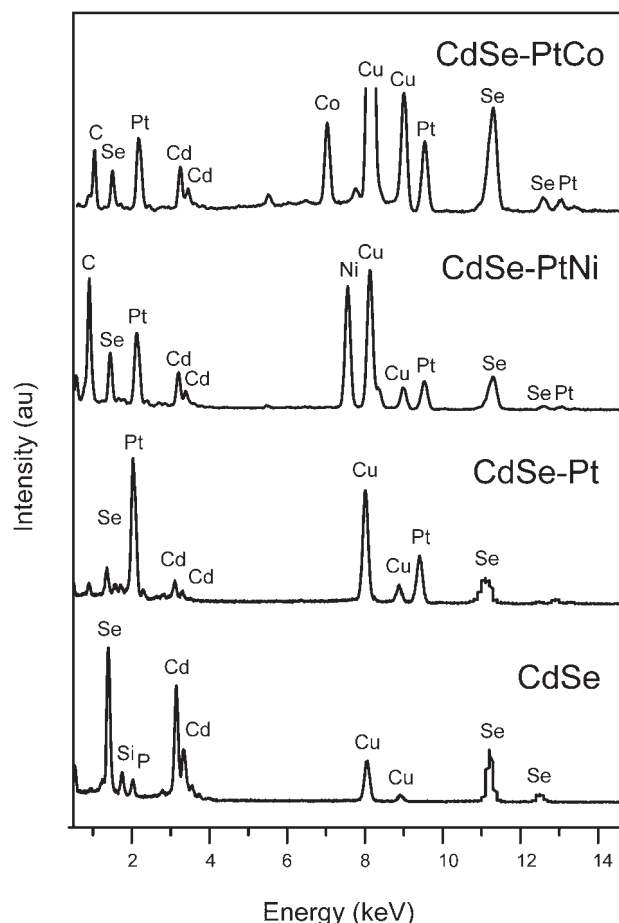 CdSe-PtCo
Cu
Cu
Co
Se
C
Pt
Pt
Se
Cd
Cd
Se
Pt
CdSe-PtNi
C
Ni
Cu
Se
Pt
Cd
Cd
Cu
Pt
Se
Se
Pt
CdSe-Pt
Pt
Cu
Se
Pt
Cd
Cd
Cu
Se
CdSe
Se
Cd
Si
P
Cd
Cu
Cu
Se
Se
Intensity (au)
2
4
6
8
10
12
14
Energy (keV)